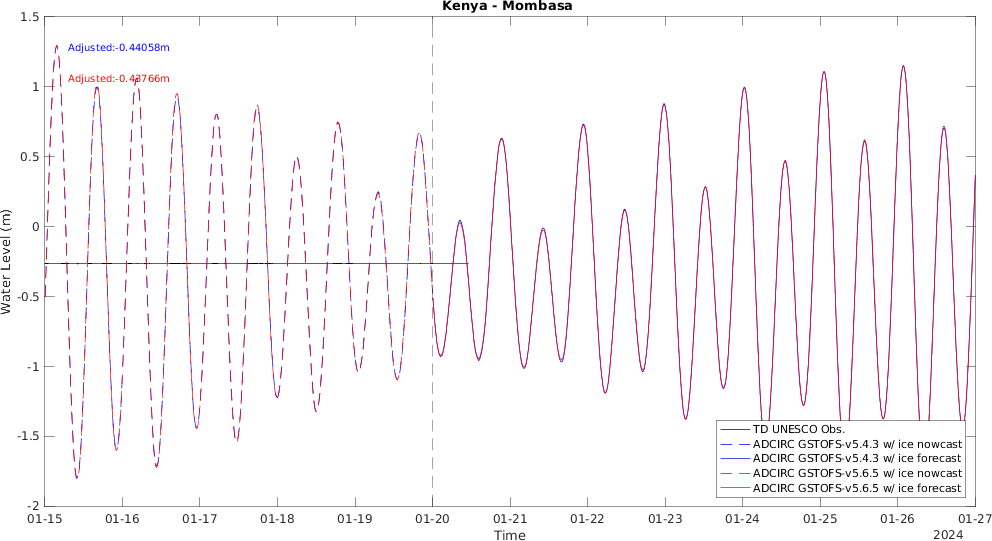 Kenya - Mombasa
Adjusted:-0.44058m
Adjusted:-0.43766m
Water Level (m)
1.5
1
0.5
0
-0.5
-1
-1.5
-2
TD UNESCO Obs.
ADCIRC GSTOFS-v5.4.3 w/ ice nowcast
ADCIRC GSTOFS-v5.4.3 w/ ice forecast
ADCIRC GSTOFS-v5.6.5 w/ ice nowcast
ADCIRC GSTOFS-v5.6.5 w/ ice forecast
01-15 01-16 01-17 01-18 01-19 01-20 01-21 01-22 01-23 01-24 01-25 01-26 01-27
Time
2024